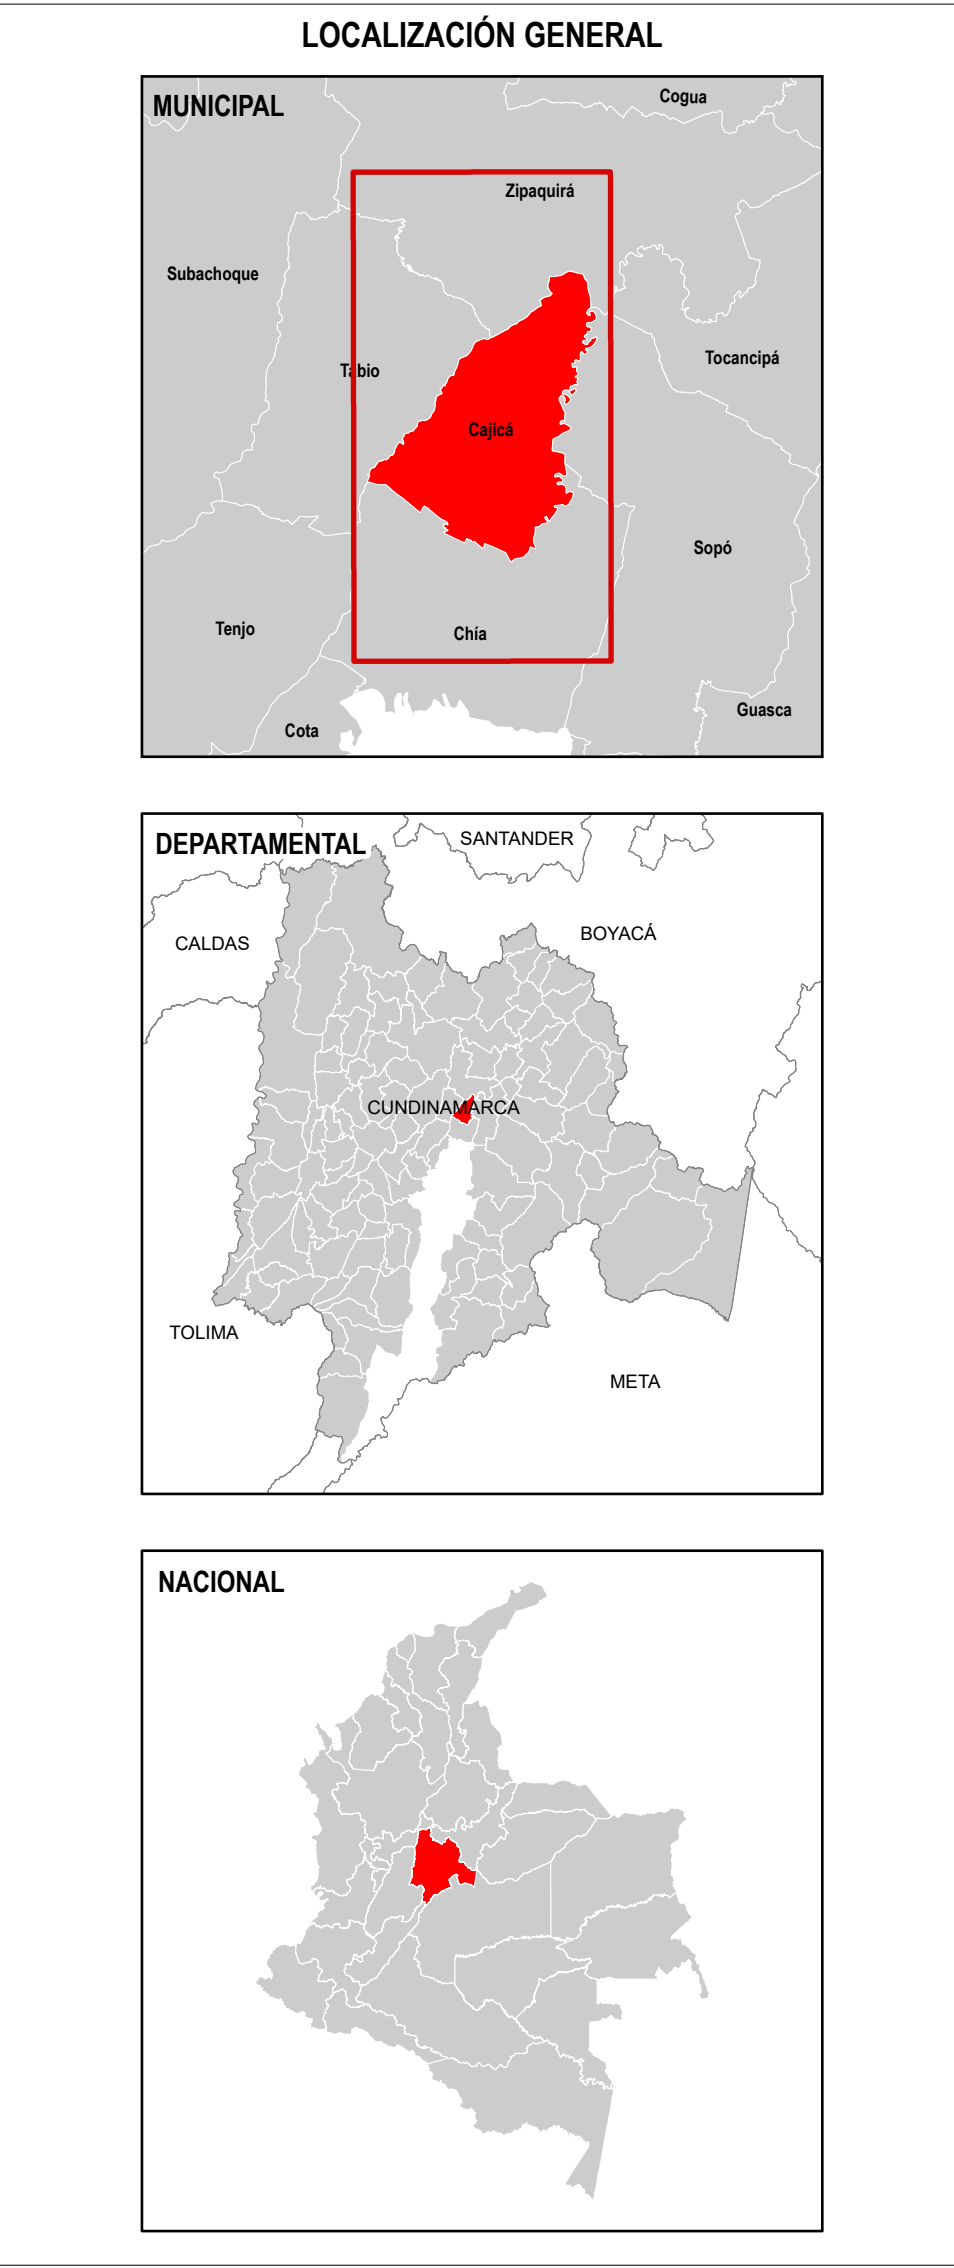 LOCALIZACIÓN GENERAL
MUNICIPAL
Cogua
Zipaquirá
Subachoque
Tocancipá
Tabio
Cajicá
Sopó
Tenjo
Chía
Guasca
Cota
DEPARTAMENTAL
SANTANDER
BOYACÁ
CALDAS
CUNDINAMARCA
TOLIMA
META
NACIONAL